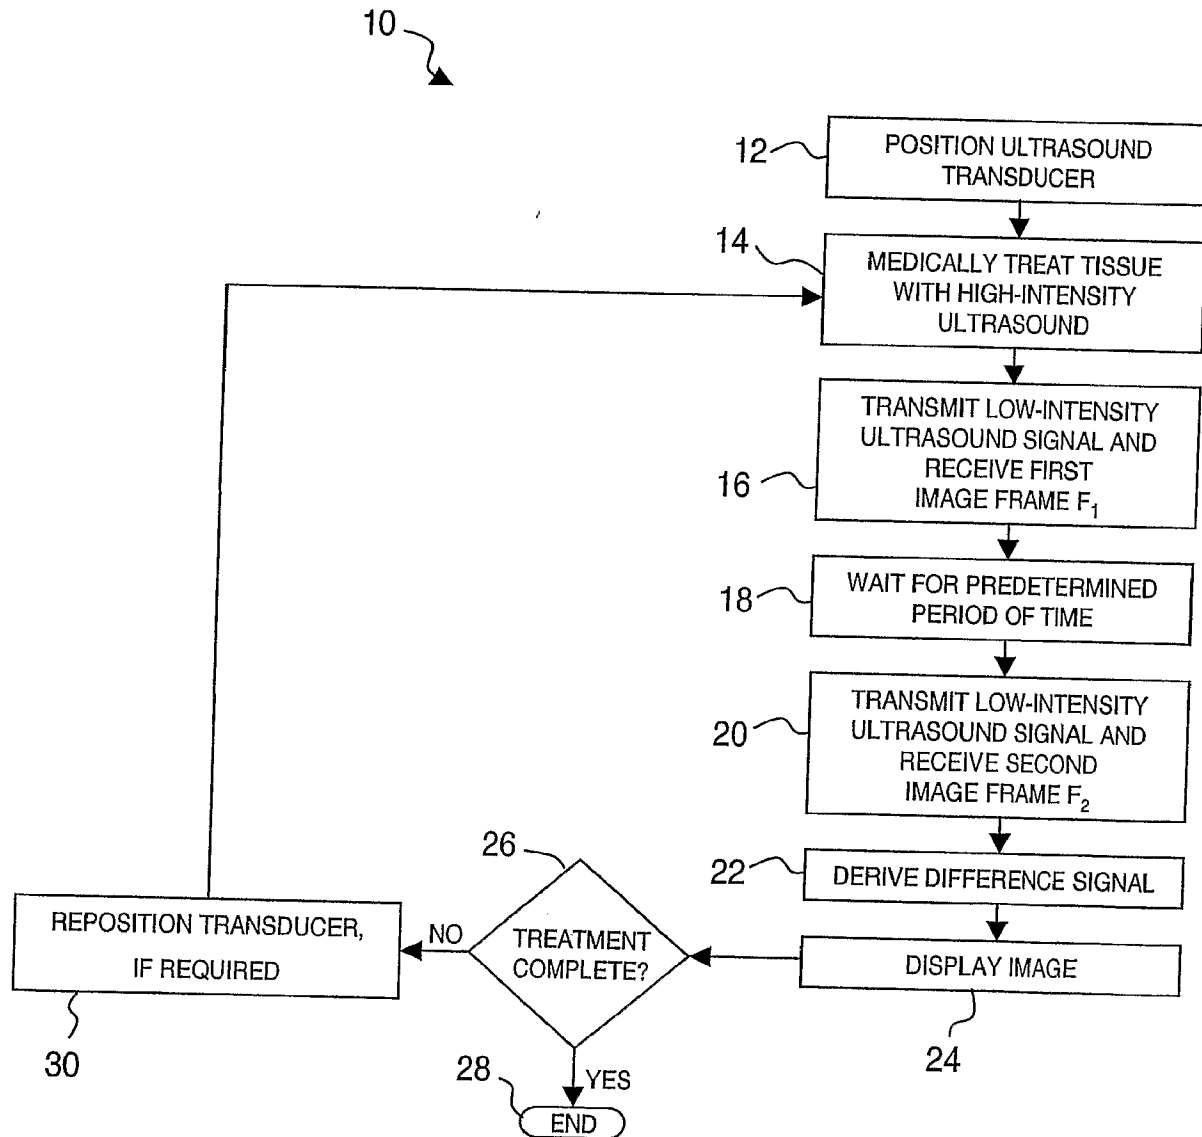 10
12
POSITION ULTRASOUND
TRANSDUCER
14
MEDICALLY TREAT TISSUE
WITH HIGH-INTENSITY
ULTRASOUND
16
TRANSMIT LOW-INTENSITY
ULTRASOUND SIGNAL AND
RECEIVE FIRST
IMAGE FRAME F₁
18
WAIT FOR PREDETERMINED
PERIOD OF TIME
20
TRANSMIT LOW-INTENSITY
ULTRASOUND SIGNAL AND
RECEIVE SECOND
IMAGE FRAME F₂
22
DERIVE DIFFERENCE SIGNAL
DISPLAY IMAGE
24
26
TREATMENT
COMPLETE?
NO
REPOSITION TRANSDUCER,
IF REQUIRED
30
YES
28
END